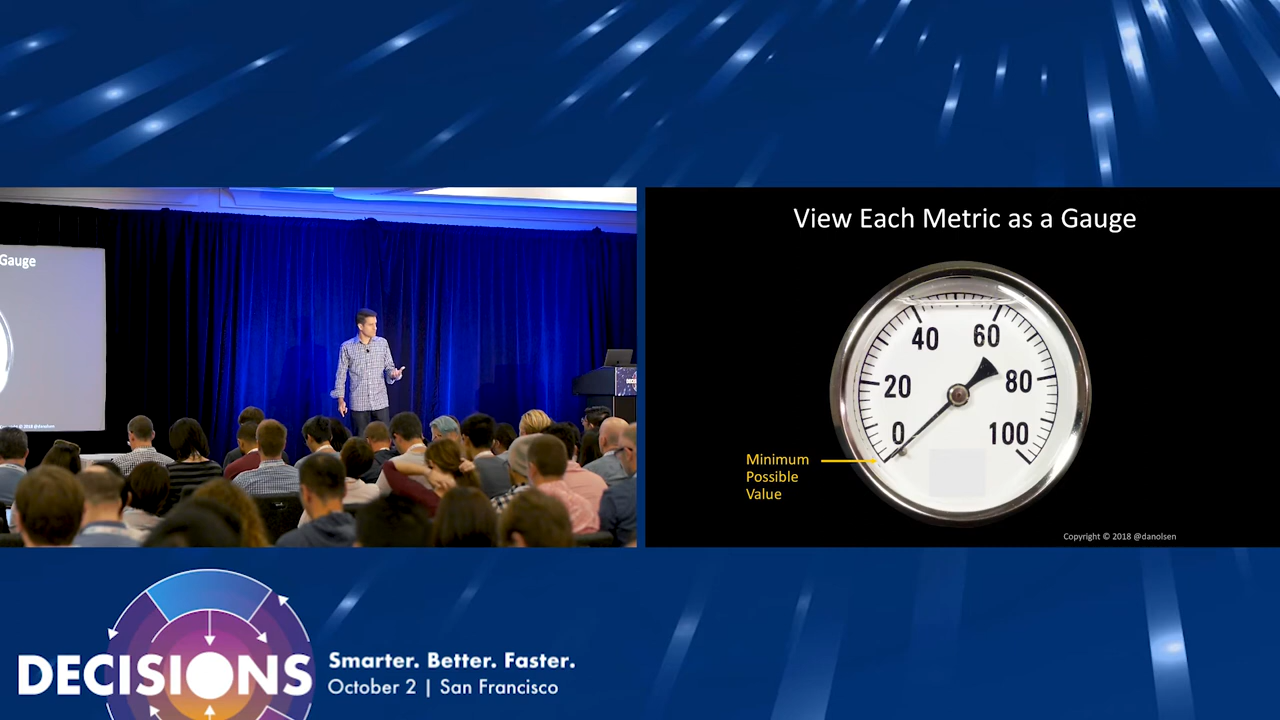 Gauge
View Each Metric as a Gauge
40
60
20
80
0
100
Minimum
Possible
Value
Copyright © 2018 @danolsen
DECISIONS
Smarter. Better. Faster.
October 2 | San Francisco